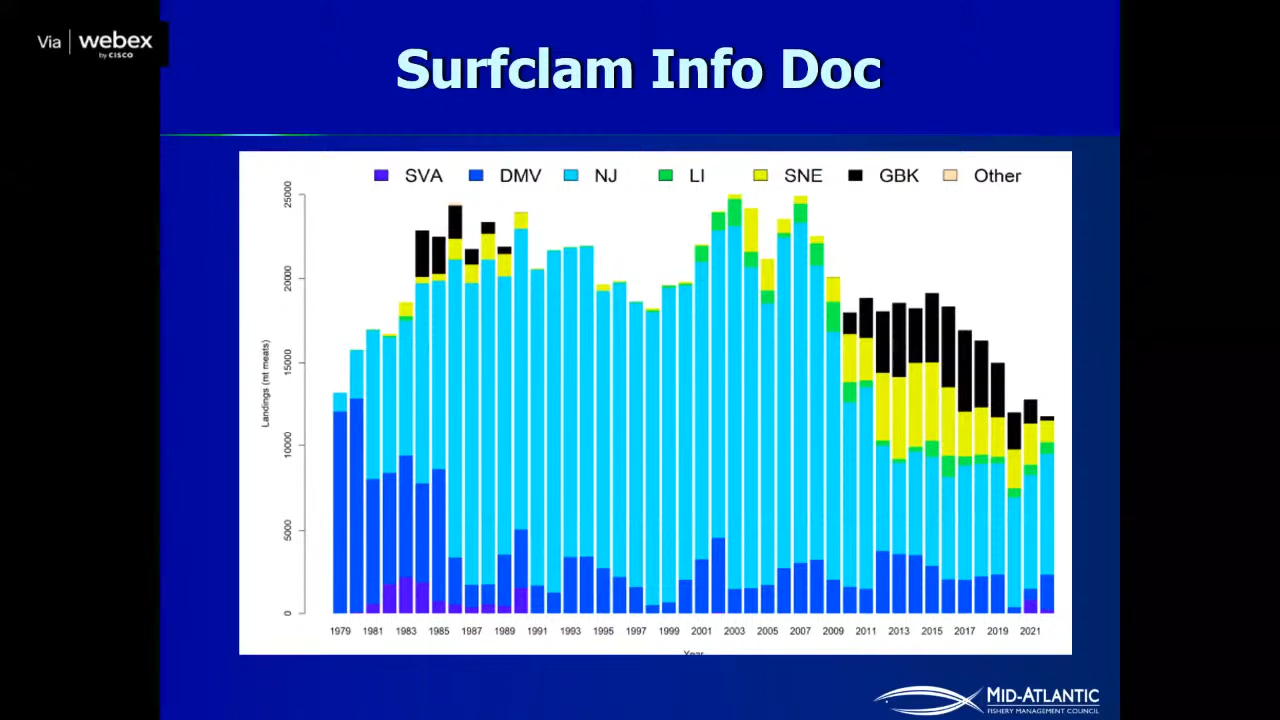 Via webex
by CISCO
Surfclam Info Doc
SVA DMV NJ LI SNE GBK Other
25000
20000
15000
10000
5000
0
Landings (mt meats)
1979 1981 1983 1985 1987 1989 1991 1993 1995 1997 1999 2001 2003 2005 2007 2009 2011 2013 2015 2017 2019 2021
Year
MID-ATLANTIC
FISHERY MANAGEMENT COUNCIL